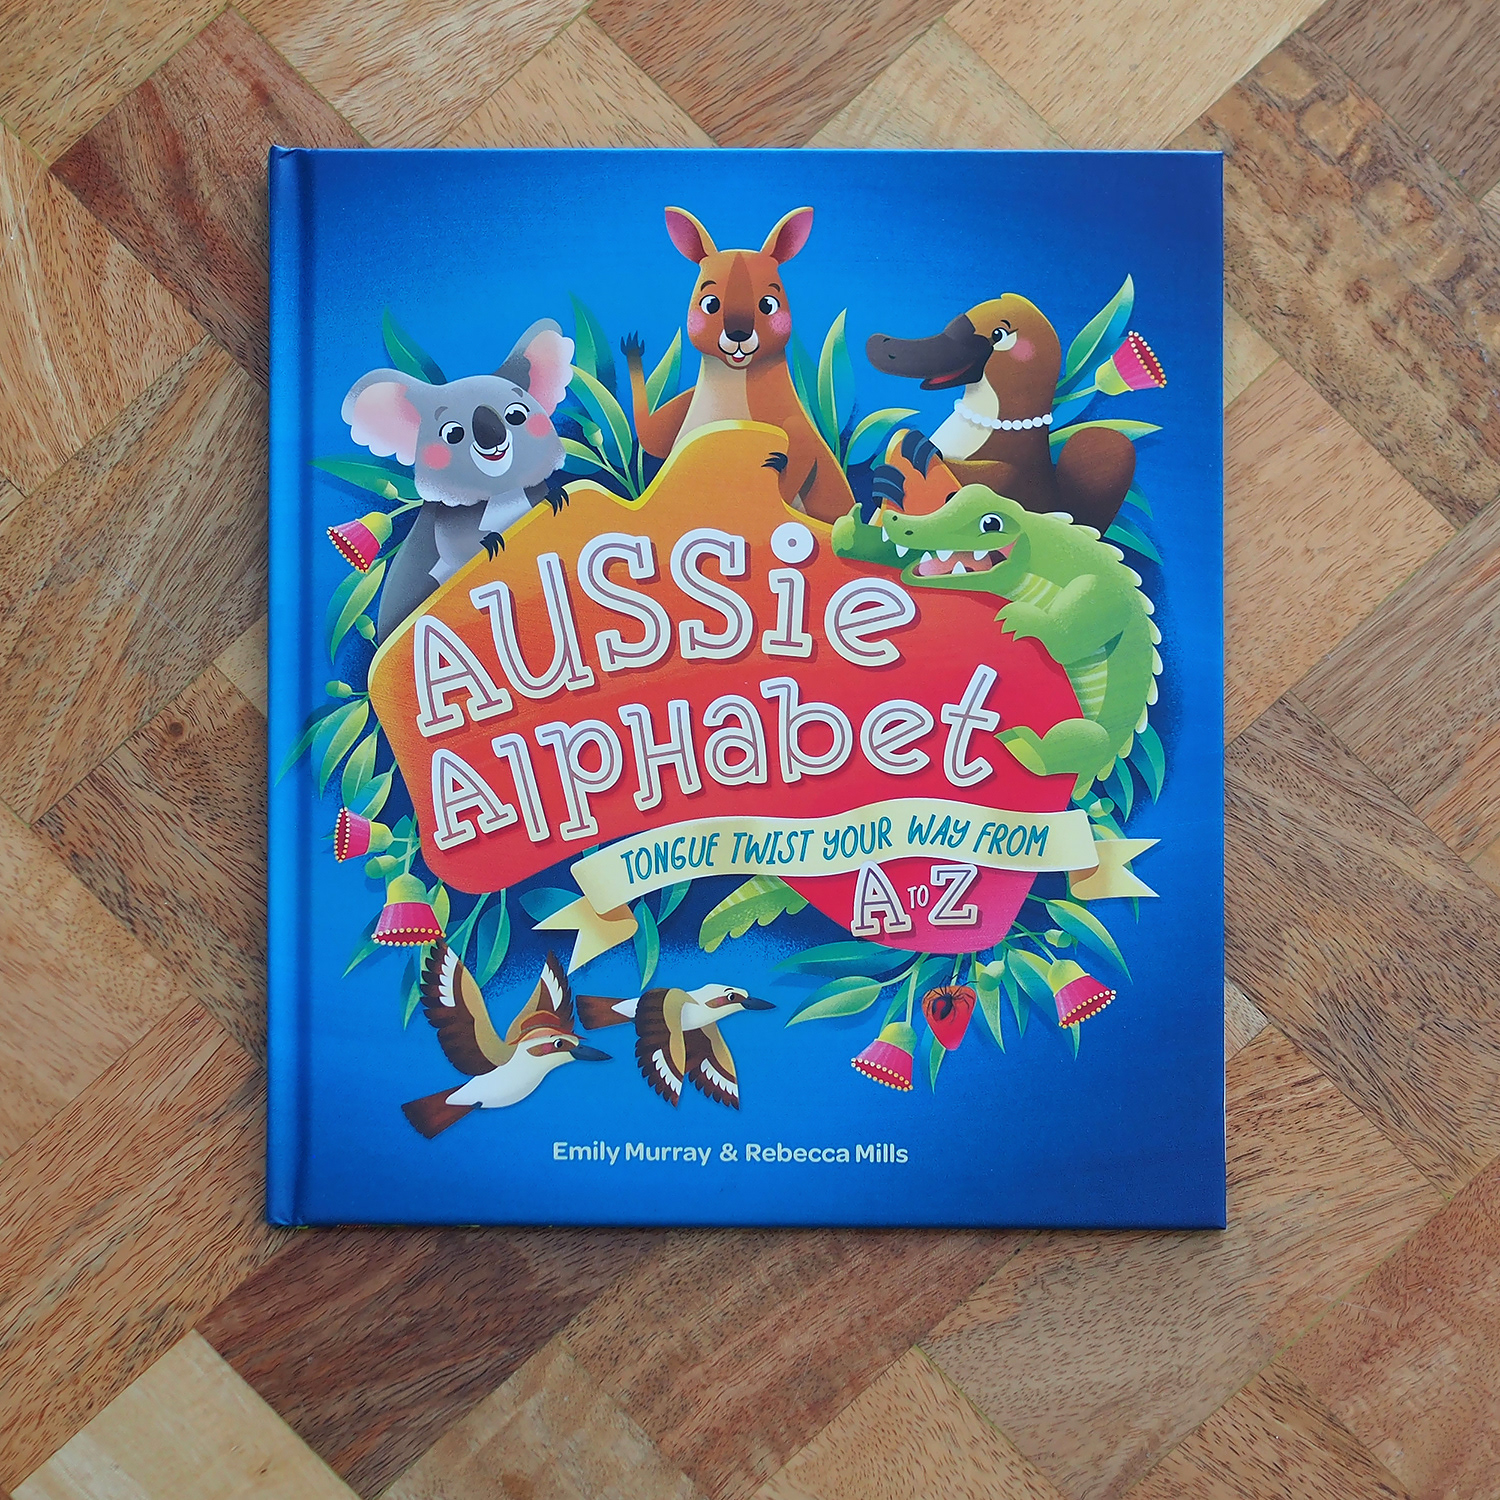 AUSSiE
AlpHabet
TONGUE TWIST YOUR WAY FROM
A TO Z
Emily Murray & Rebecca Mills